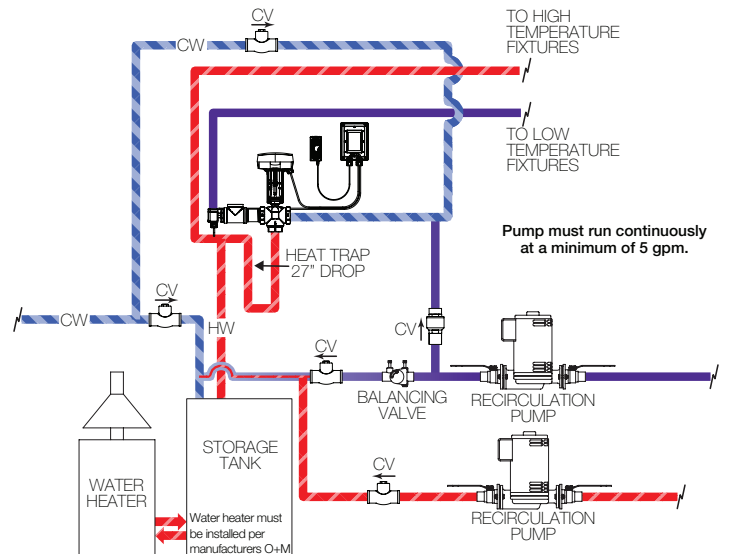 CV
CW
TO HIGH
TEMPERATURE
FIXTURES
TO LOW
TEMPERATURE
FIXTURES
Pump must run continuously
at a minimum of 5 gpm.
HEAT TRAP
27" DROP
CV
CW
HW
CV
CV
BALANCING
VALVE
RECIRCULATION
PUMP
STORAGE
TANK
WATER
HEATER
CV
Water heater must
be installed per
manufacturers O+M
RECIRCULATION
PUMP